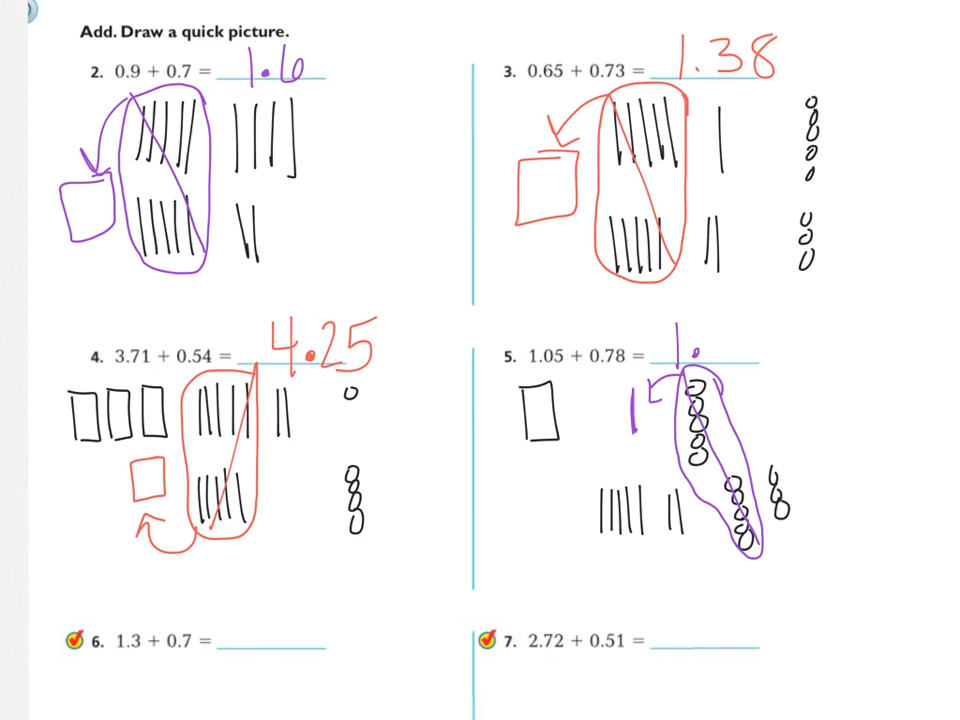 Add. Draw a quick picture.
2. 0.9 + 0.7 = 1.6
3. 0.65 + 0.73 = 1.38
4. 3.71 + 0.54 = 4.25
5. 1.05 + 0.78 = 1.
6. 1.3 + 0.7 =
7. 2.72 + 0.51 =